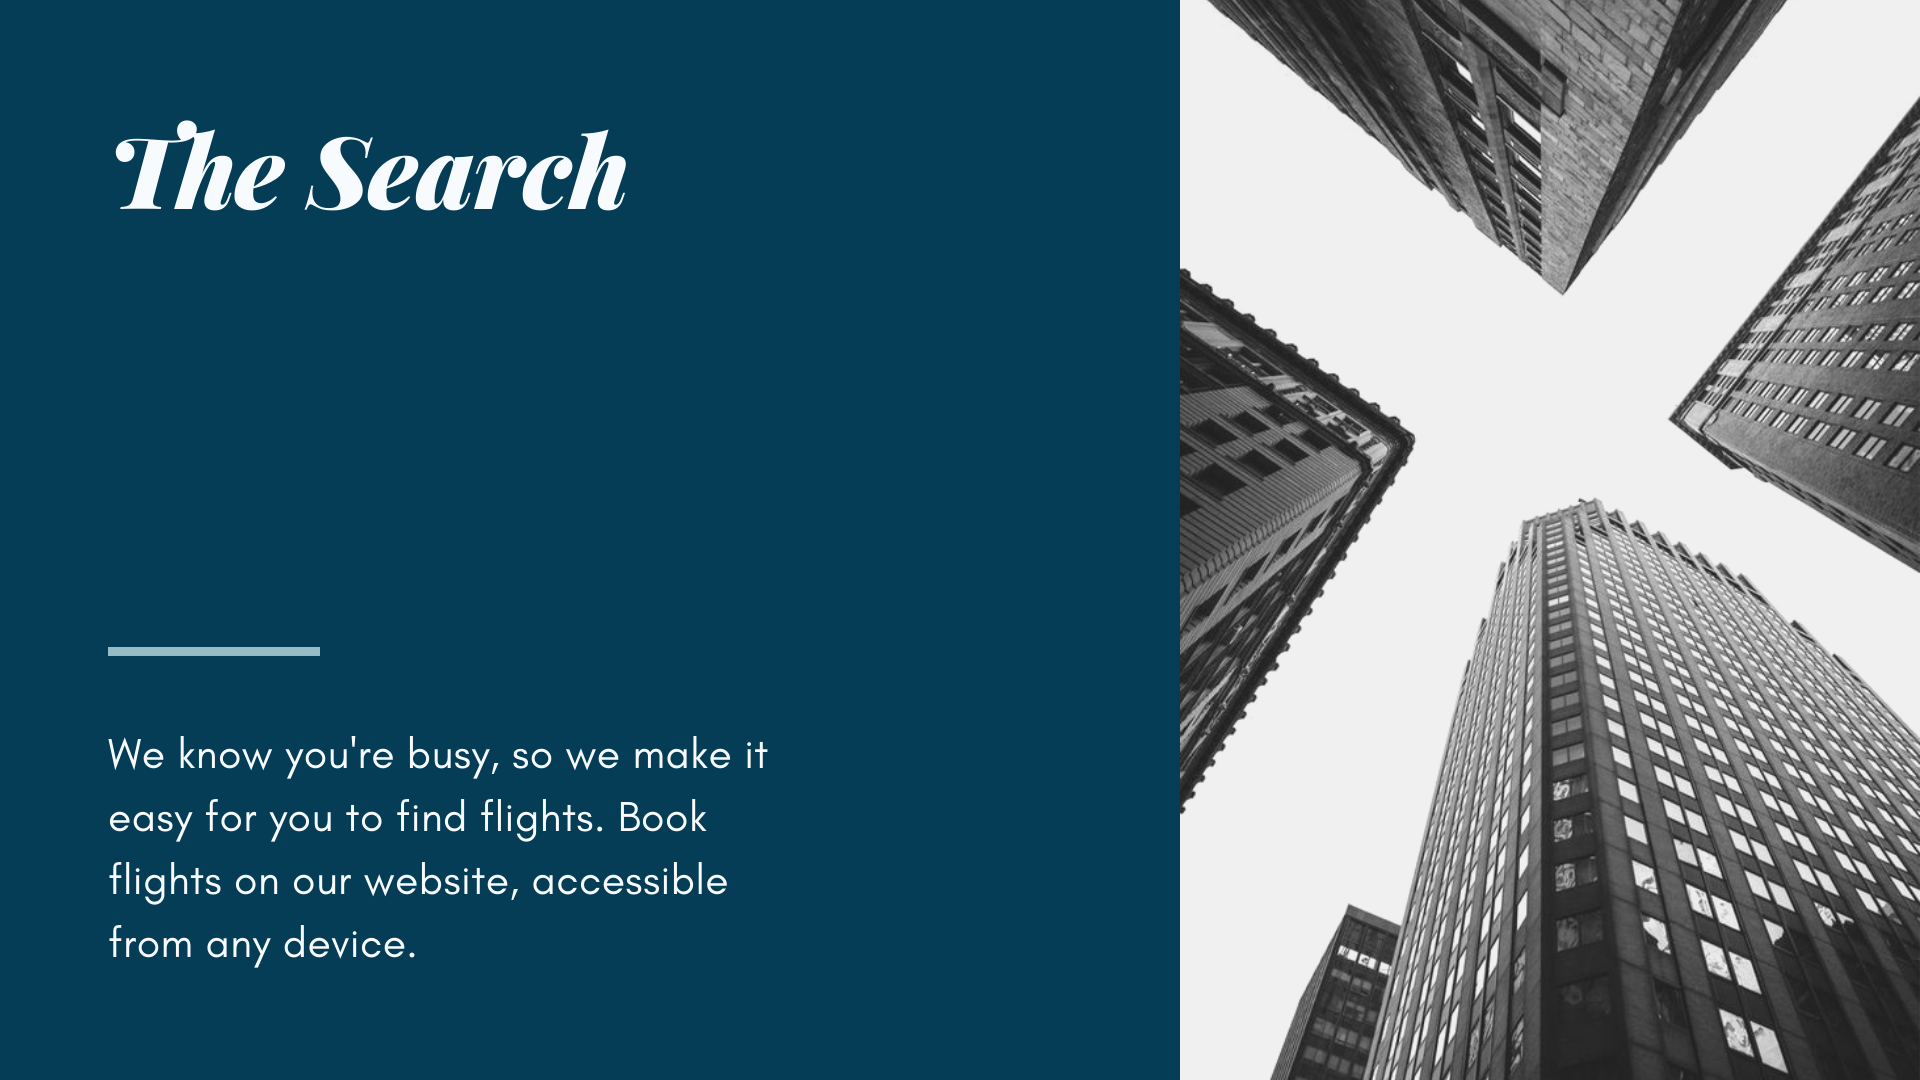 The Search
We know you're busy, so we make it
easy for you to find flights. Book
flights on our website, accessible
from any device.